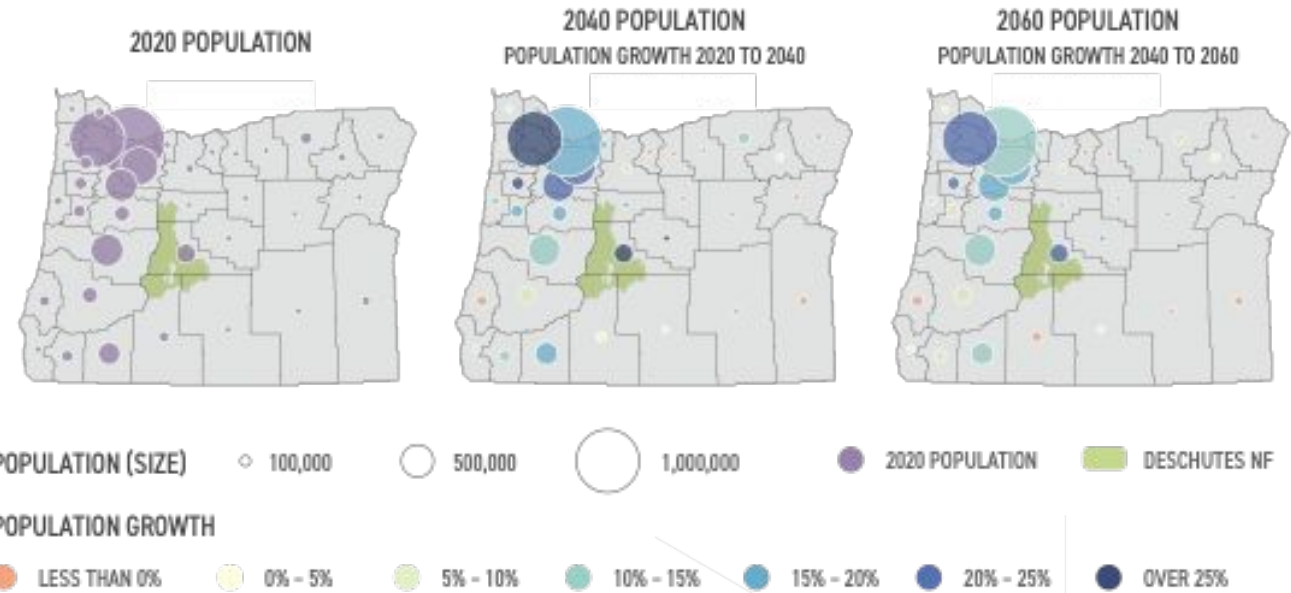 2020 POPULATION
2040 POPULATION
POPULATION GROWTH 2020 TO 2040
2060 POPULATION
POPULATION GROWTH 2040 TO 2060
POPULATION (SIZE)
100,000
500,000
1,000,000
2020 POPULATION
DESCHUTES NF
POPULATION GROWTH
LESS THAN 0%
0% - 5%
5% - 10%
10% - 15%
15% - 20%
20% - 25%
OVER 25%